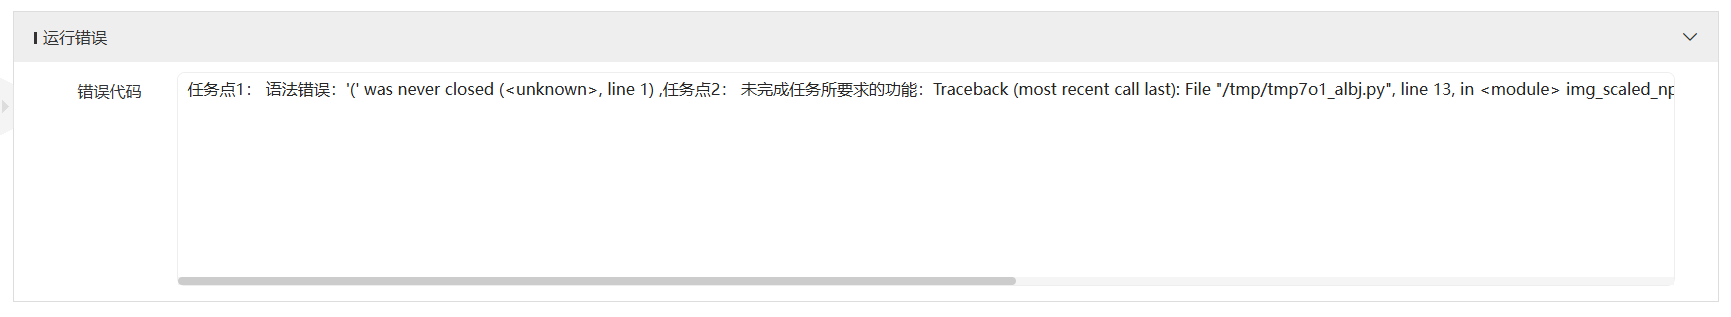 运行错误
错误代码
任务点1： 语法错误：'(' was never closed (<unknown>, line 1) ,任务点2： 未完成任务所要求的功能：Traceback (most recent call last): File "/tmp/tmp7o1_albj.py", line 13, in <module> img_scaled_np